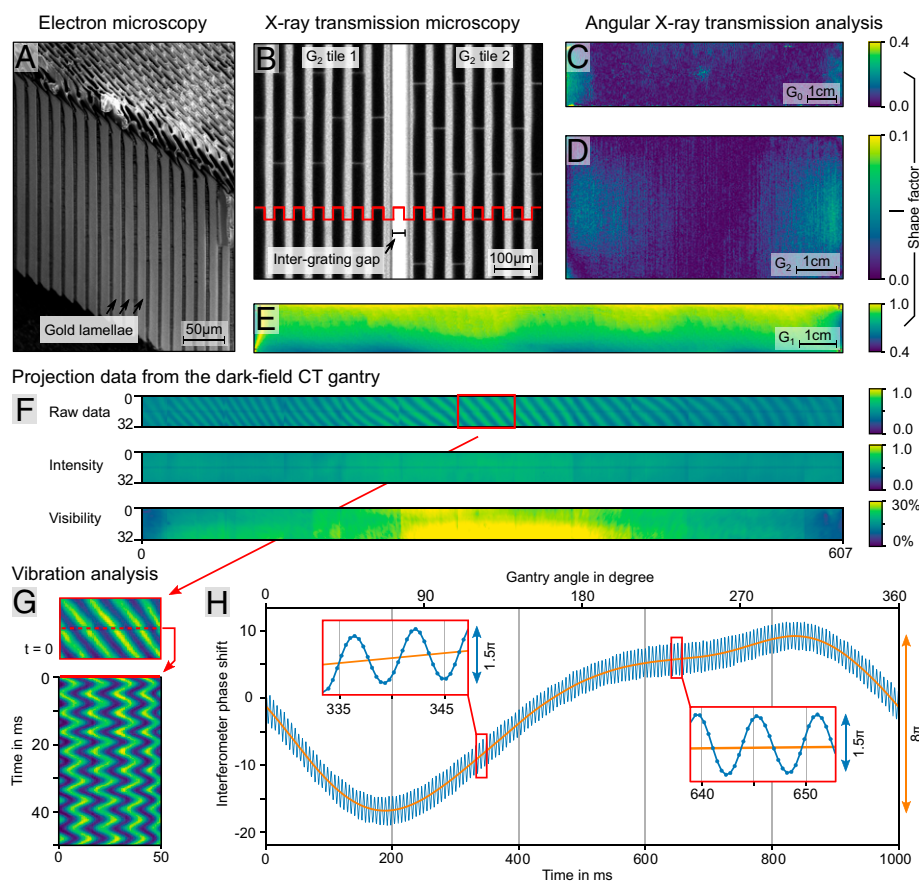 Electron microscopy
X-ray transmission microscopy
Angular X-ray transmission analysis
A
Gold lamellae
50μm
B
G₂ tile 1
G₂ tile 2
Inter-grating gap
100μm
C
G₀ 1cm
0.4
0.0
D
G₂ 1cm
0.1
0.0
Shape factor
E
G₁ 1cm
1.0
0.4
Projection data from the dark-field CT gantry
F
Raw data
0
32
1.0
0.0
Intensity
0
32
1.0
0.0
Visibility
0
32
30%
0%
0
607
Vibration analysis
G
t = 0
Time in ms
0
20
40
0
50
H
Gantry angle in degree
0
90
180
270
360
Interferometer phase shift
10
0
-10
-20
335
345
1.5π
640
650
1.5π
8π
0
200
400
600
800
1000
Time in ms